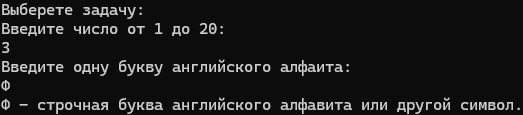 Выберете задачу:
Введите число от 1 до 20:
3
Введите одну букву английского алфаита:
Ф
Ф - строчная буква английского алфавита или другой символ.